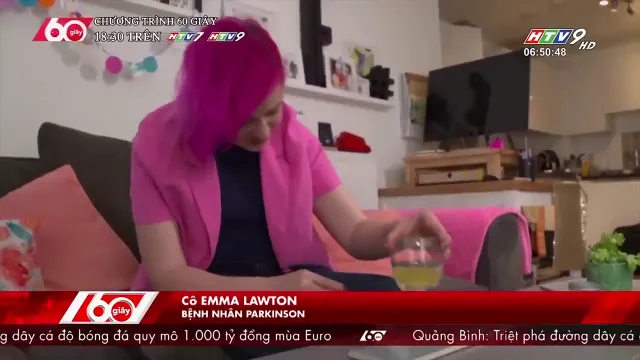 60 giây
CHƯƠNG TRÌNH 60 GIÂY
18:30 TRÊN HTV7 HTV9
HTV9 HD
06:50:48
60 giây
CÔ EMMA LAWTON
BỆNH NHÂN PARKINSON
ng dây cá độ bóng đá quy mô 1.000 tỷ đồng mùa Euro 60 giây Quảng Bình: Triệt phá đường dây cá